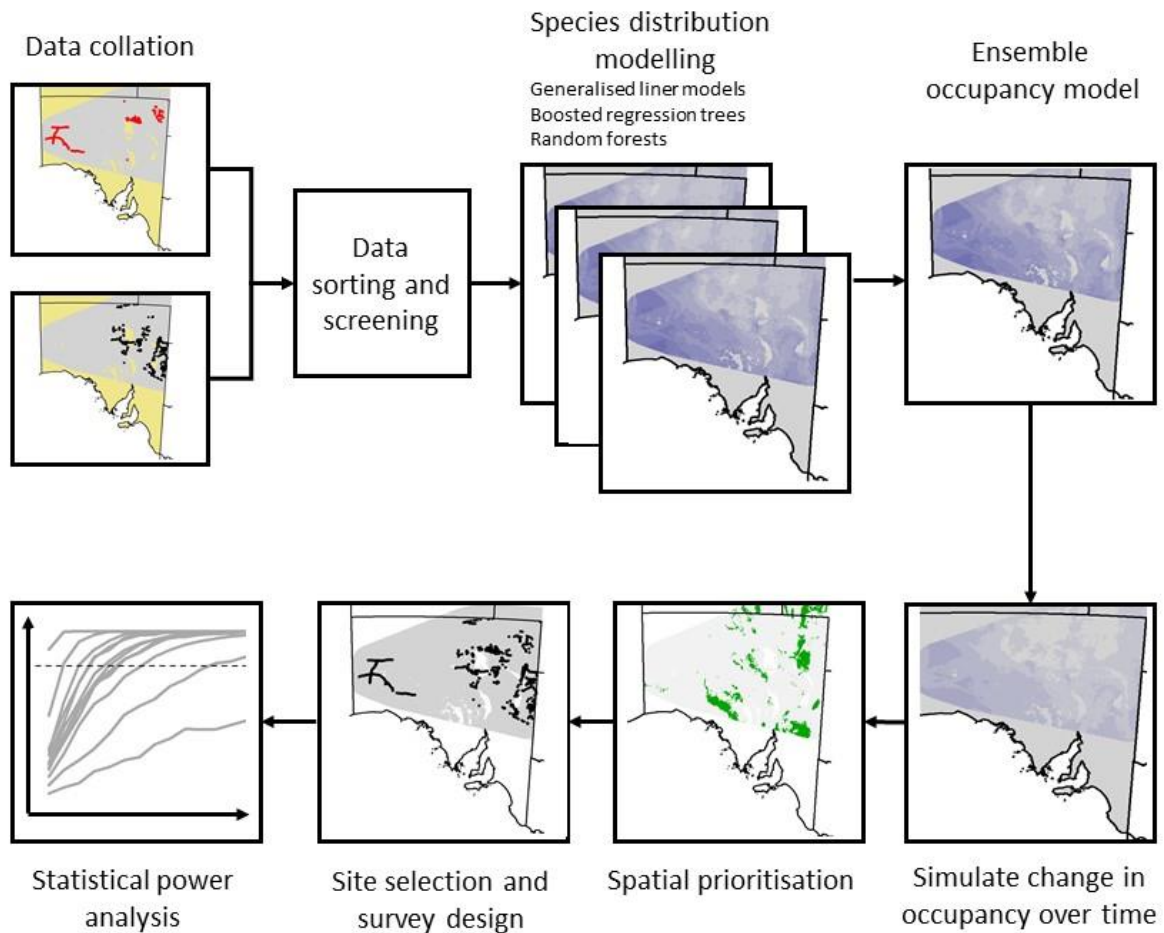 Data collation
Species distribution
modelling
Generalised liner models
Boosted regression trees
Random forests
Ensemble
occupancy model
Data
sorting and
screening
Statistical power
analysis
Site selection and
survey design
Spatial prioritisation
Simulate change in
occupancy over time